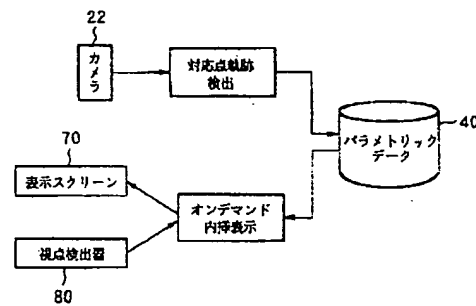 22
カメラ
対応点軌跡
検出
40
パラメトリック
データ
70
表示スクリーン
オンデマンド
内挿表示
視点検出器
80